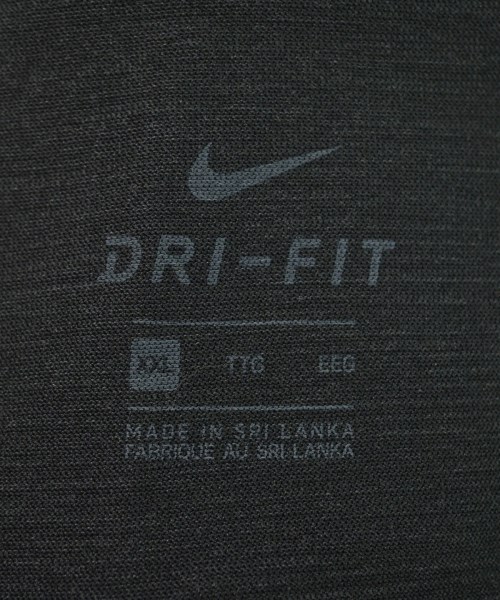 DRI-FIT
XXL TTG EEG
MADE IN SRI LANKA
FABRIQUE AU SRI LANKA